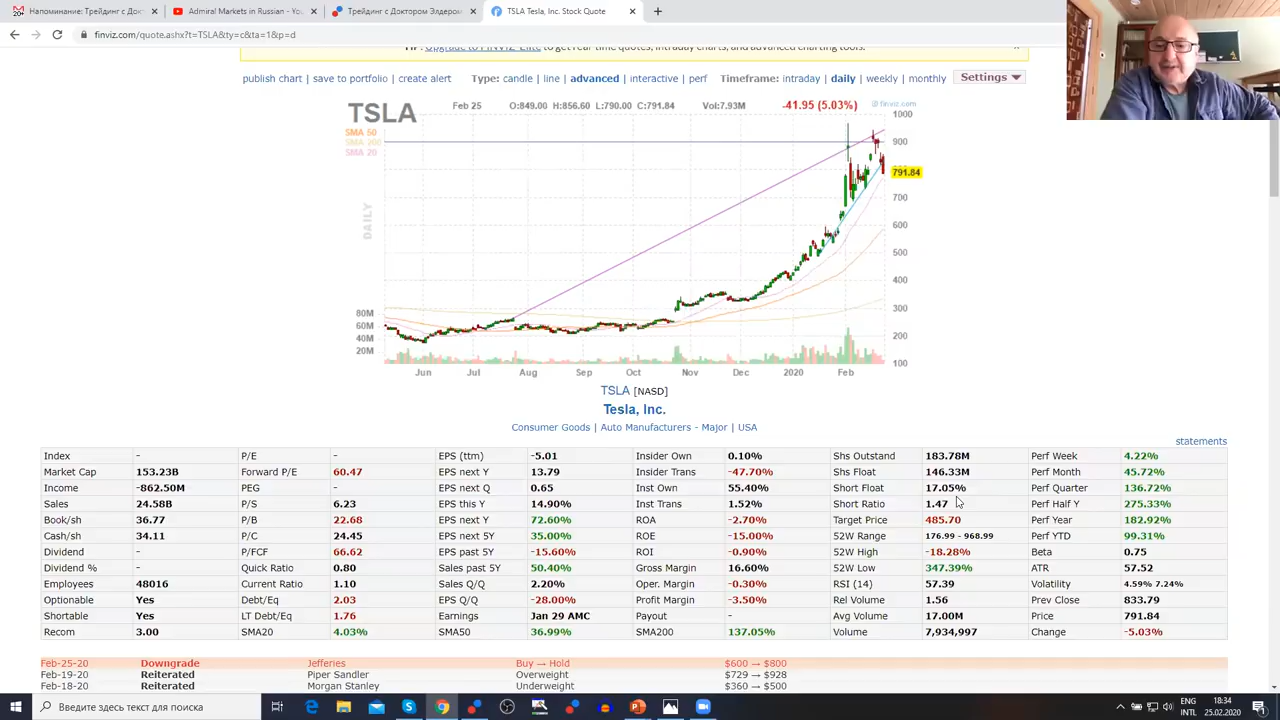 Напоминание: Трейдинг с Док
Admiral Markets in Russian - Yo
Трейдинг с Доктором Элдером
TSLA Tesla, Inc. Stock Quote
finviz.com/quote.ashx?t=TSLA&ty=c&ta=1&p=d
TIP: Upgrade to FINVIZ*Elite to get real time quotes, intraday charts, and advanced charting tools.
publish chart | save to portfolio | create alert Type: candle | line | advanced | interactive | perf Timeframe: intraday | daily | weekly | monthly Settings
TSLA Feb 25 O:849.00 H:856.60 L:790.00 C:791.84 Vol:7.93M -41.95 (5.03%) © finviz.com
SMA 50
SMA 200
SMA 20
DAILY
1000
900
791.84
700
600
500
400
300
200
100
80M
60M
40M
20M
Jun Jul Aug Sep Oct Nov Dec 2020 Feb
TSLA [NASD]
Tesla, Inc.
Consumer Goods | Auto Manufacturers - Major | USA
statements
Index - P/E - EPS (ttm) -5.01 Insider Own 0.10% Shs Outstand 183.78M Perf Week 4.22%
Market Cap 153.23B Forward P/E 60.47 EPS next Y 13.79 Insider Trans -47.70% Shs Float 146.33M Perf Month 45.72%
Income -862.50M PEG - EPS next Q 0.65 Inst Own 55.40% Short Float 17.05% Perf Quarter 136.72%
Sales 24.58B P/S 6.23 EPS this Y 14.90% Inst Trans 1.52% Short Ratio 1.47 Perf Half Y 275.33%
Book/sh 36.77 P/B 22.68 EPS next Y 72.60% ROA -2.70% Target Price 485.70 Perf Year 182.92%
Cash/sh 34.11 P/C 24.45 EPS next 5Y 35.00% ROE -15.00% 52W Range 176.99 - 968.99 Perf YTD 99.31%
Dividend - P/FCF 66.62 EPS past 5Y -15.60% ROI -0.90% 52W High -18.28% Beta 0.75
Dividend % - Quick Ratio 0.80 Sales past 5Y 50.40% Gross Margin 16.60% 52W Low 347.39% ATR 57.52
Employees 48016 Current Ratio 1.10 Sales Q/Q 2.20% Oper. Margin -0.30% RSI (14) 57.39 Volatility 4.59% 7.24%
Optionable Yes Debt/Eq 2.03 EPS Q/Q -28.00% Profit Margin -3.50% Rel Volume 1.56 Prev Close 833.79
Shortable Yes LT Debt/Eq 1.76 Earnings Jan 29 AMC Payout - Avg Volume 17.00M Price 791.84
Recom 3.00 SMA20 4.03% SMA50 36.99% SMA200 137.05% Volume 7,934,997 Change -5.03%
Feb-25-20 Downgrade Jefferies Buy → Hold $600 → $800
Feb-19-20 Reiterated Piper Sandler Overweight $729 → $928
Feb-18-20 Reiterated Morgan Stanley Underweight $360 → $500
Введите здесь текст для поиска
ENG
INTL
18:34
25.02.2020